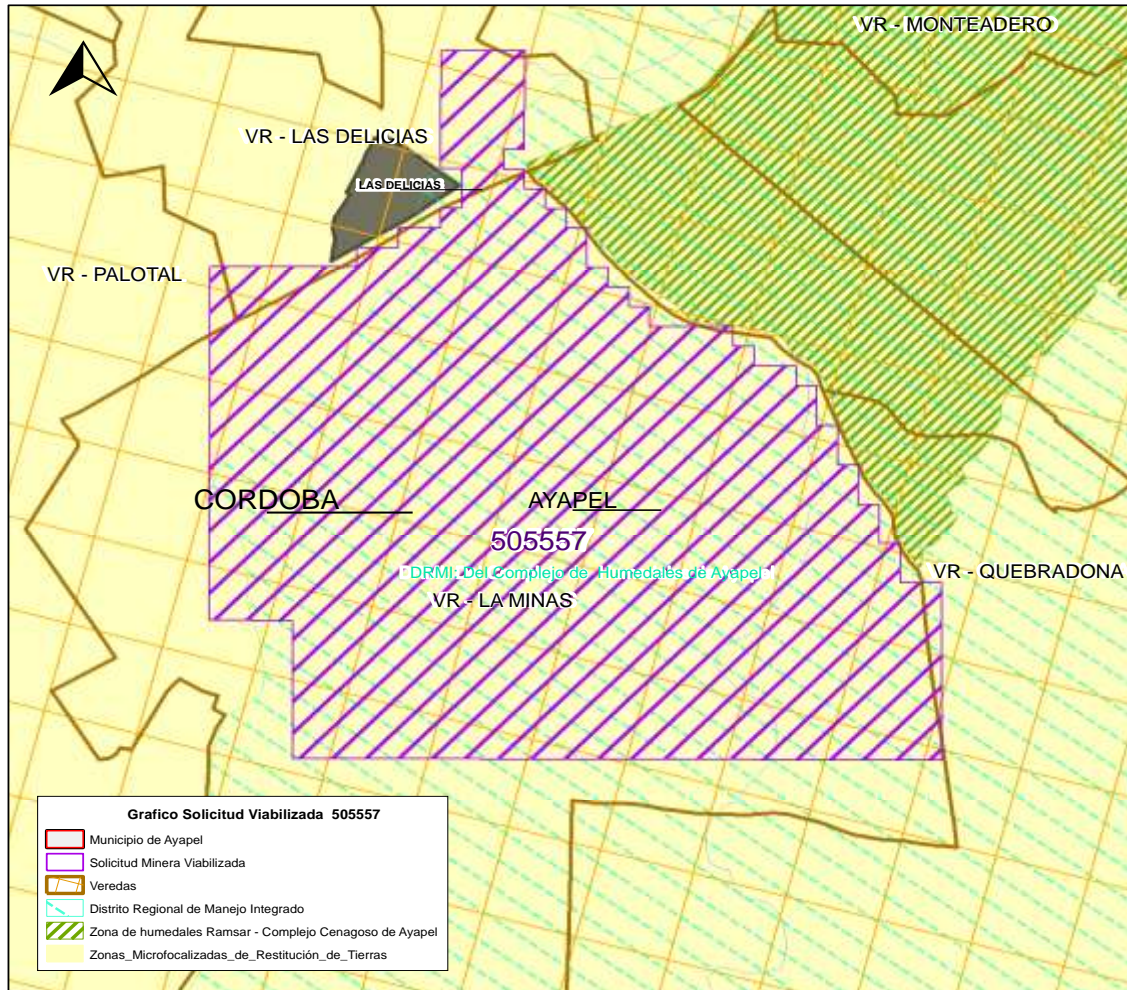 VR - MONTEADERO
VR - LAS DELICIAS
LAS DELICIAS
VR - PALOTAL
CORDOBA
AYAPEL
505557
DRMI: Del Complejo de Humedales de Ayapel
VR - QUEBRADONA
VR - LA MINAS
Grafico Solicitud Viabilizada 505557
Municipio de Ayapel
Solicitud Minera Viabilizada
Veredas
Distrito Regional de Manejo Integrado
Zona de humedales Ramsar - Complejo Cenagoso de Ayapel
Zonas_Microfocalizadas_de_Restitución_de_Tierras